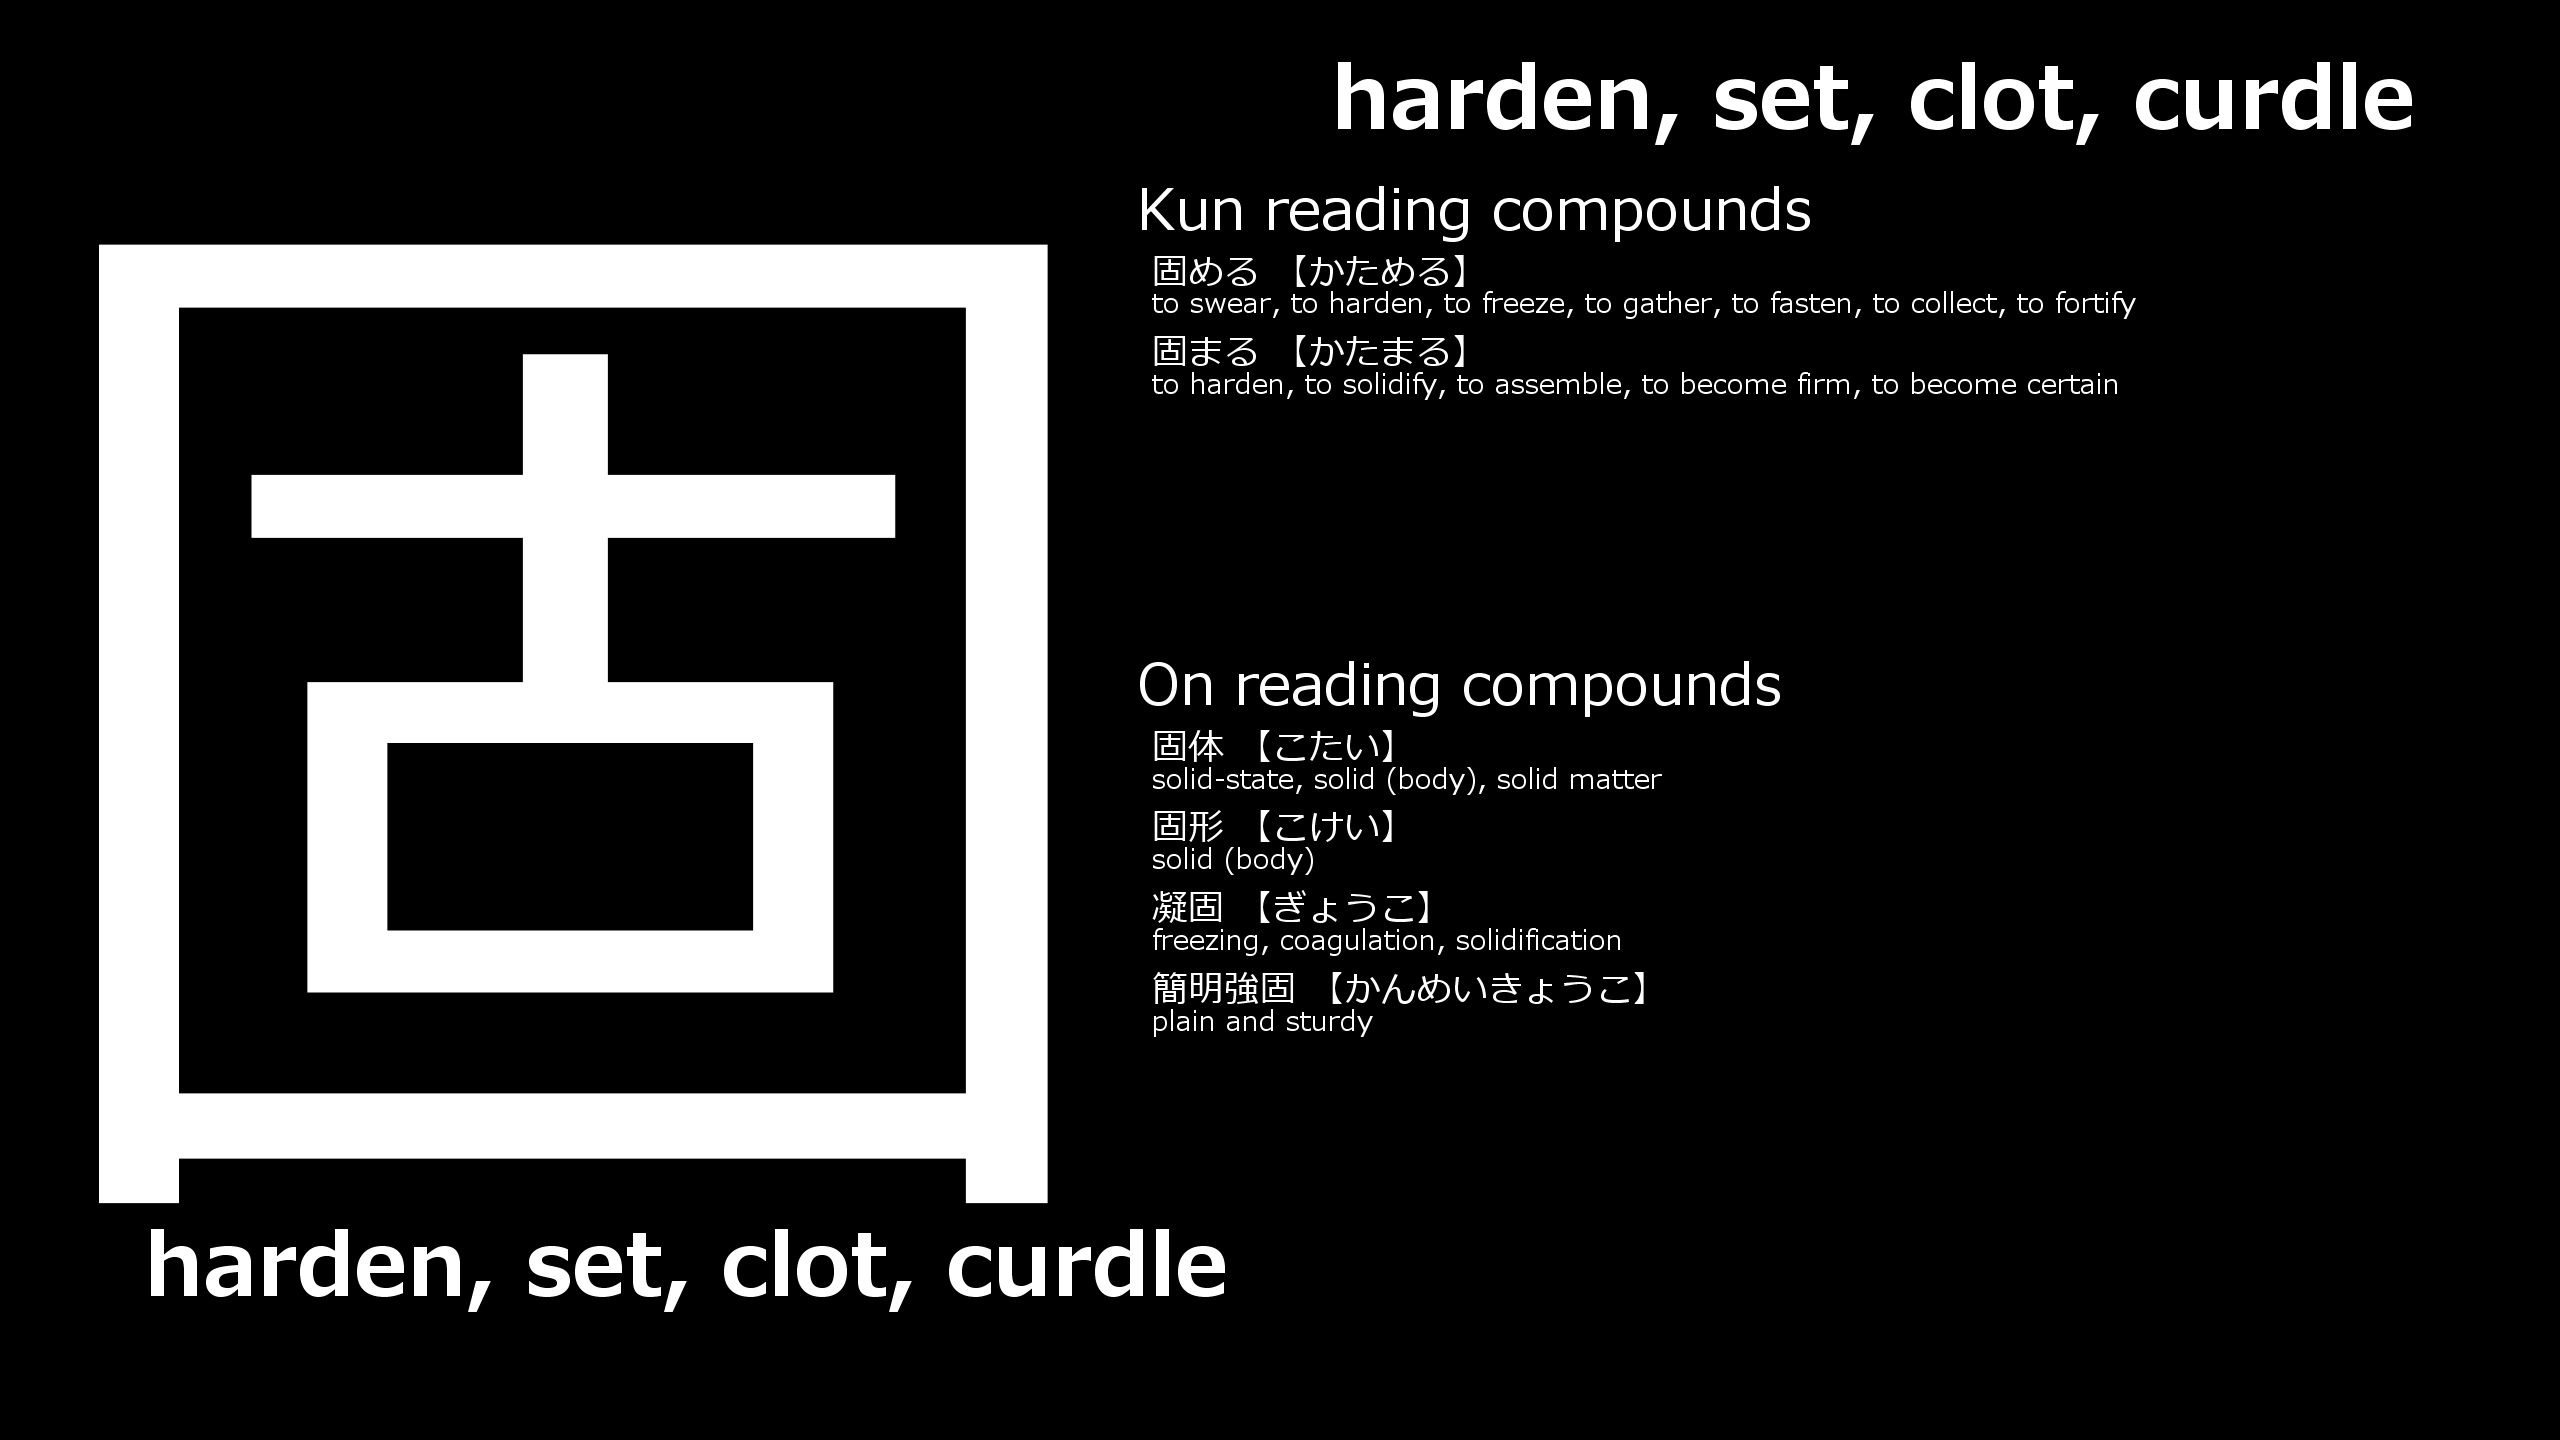 harden, set, clot, curdle
固
harden, set, clot, curdle
Kun reading compounds
固める 【かためる】
to swear, to harden, to freeze, to gather, to fasten, to collect, to fortify
固まる 【かたまる】
to harden, to solidify, to assemble, to become firm, to become certain
On reading compounds
固体 【こたい】
solid-state, solid (body), solid matter
固形 【こけい】
solid (body)
凝固 【ぎょうこ】
freezing, coagulation, solidification
簡明強固 【かんめいきょうこ】
plain and sturdy